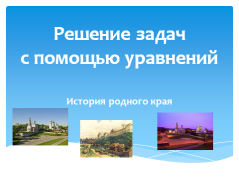 Решение задач
с помощью уравнений
История родного края